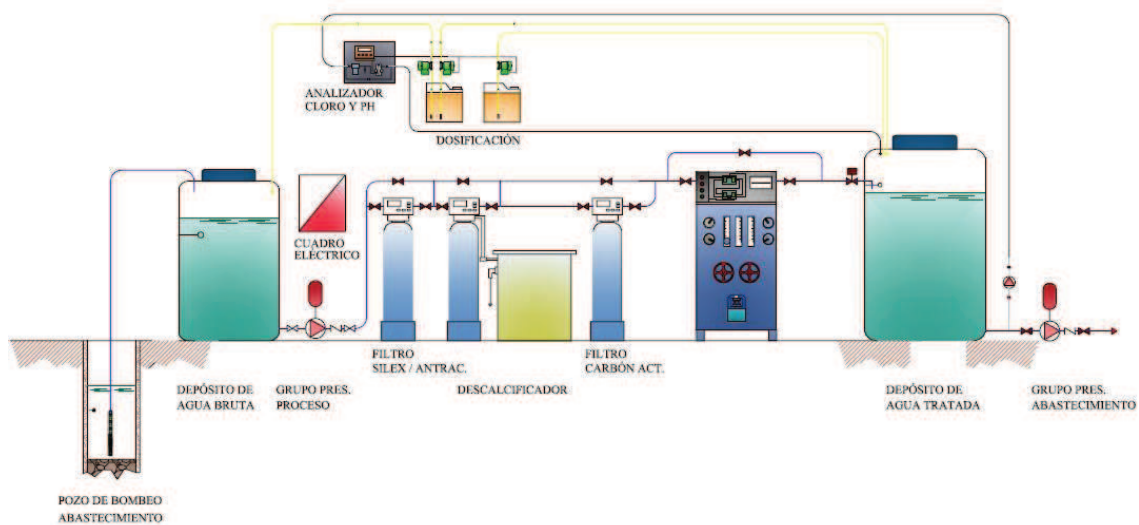 ANALIZADOR
CLORO Y PH
DOSIFICACIÓN
CUADRO
ELÉCTRICO
FILTRO
SILEX / ANTRAC.
DESCALCIFICADOR
FILTRO
CARBÓN ACT.
DEPÓSITO DE
AGUA BRUTA
GRUPO PRES.
PROCESO
DEPÓSITO DE
AGUA TRATADA
GRUPO PRES.
ABASTECIMIENTO
POZO DE BOMBEO
ABASTECIMIENTO